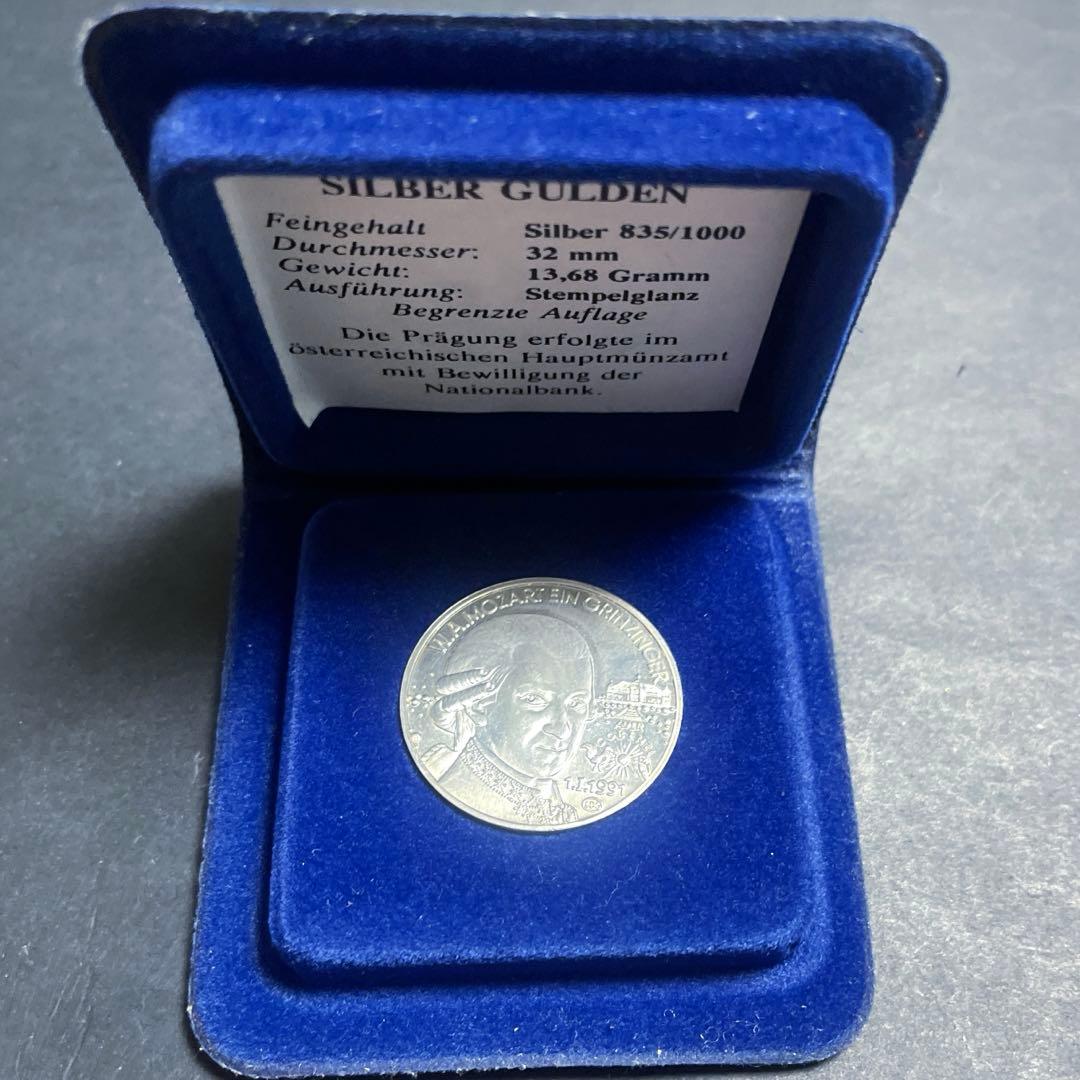 SILBER GULDEN
Feingehalt Silber 835/1000
Durchmesser: 32 mm
Gewicht: 13,68 Gramm
Ausführung: Stempelglanz
Begrenzte Auflage
Die Prägung erfolgte im
österreichischen Hauptmünzamt
mit Bewilligung der
Nationalbank.
W.A.MOZART EIN GRINZINGER
1.I.1991